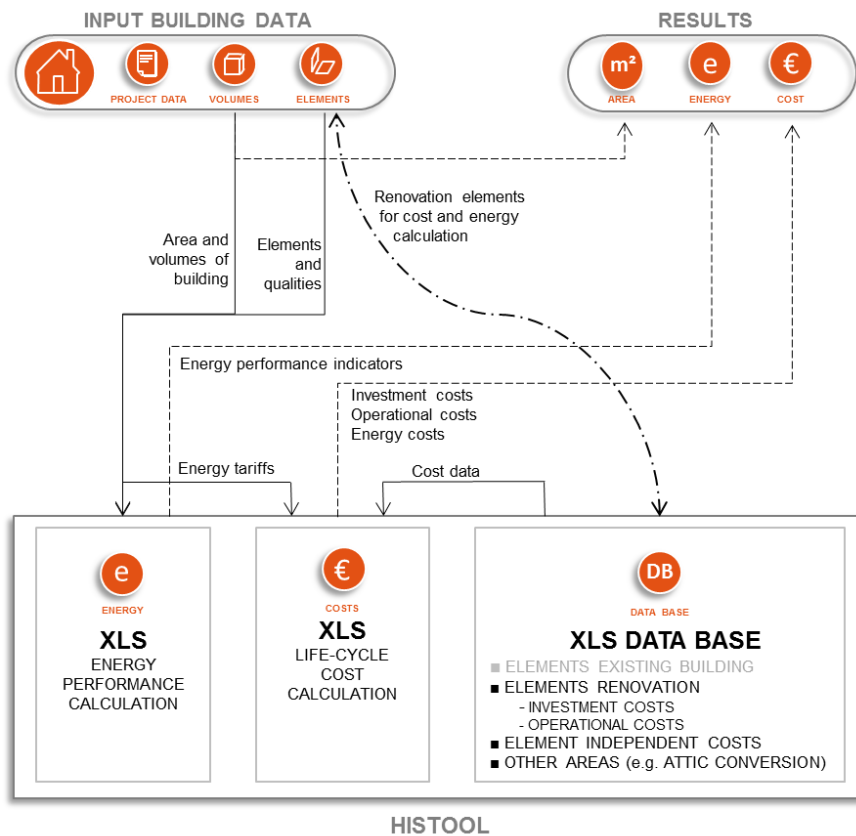 INPUT BUILDING DATA
RESULTS
PROJECT DATA
VOLUMES
ELEMENTS
m²
AREA
e
ENERGY
€
COST
Renovation elements
for cost and energy
calculation
Area and
volumes of
building
Elements
and
qualities
Energy performance indicators
Investment costs
Operational costs
Energy costs
Energy tariffs
Cost data
e
ENERGY
XLS
ENERGY
PERFORMANCE
CALCULATION
€
COSTS
XLS
LIFE-CYCLE
COST
CALCULATION
DB
DATA BASE
XLS DATA BASE
■ ELEMENTS EXISTING BUILDING
■ ELEMENTS RENOVATION
- INVESTMENT COSTS
- OPERATIONAL COSTS
■ ELEMENT INDEPENDENT COSTS
■ OTHER AREAS (e.g. ATTIC CONVERSION)
HISTOOL